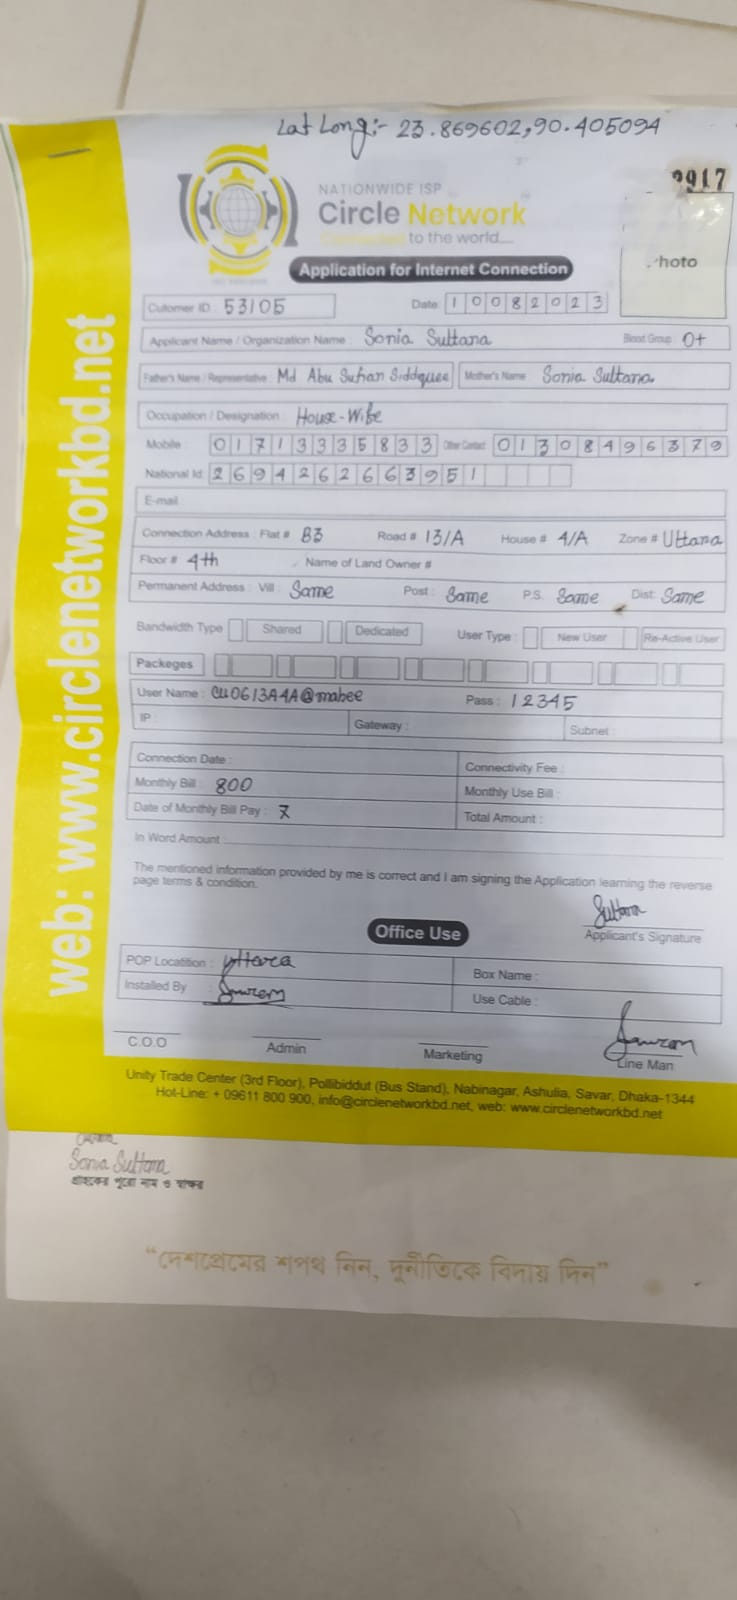 Lat Long:- 23.869602,90.405094
NATIONWIDE ISP
Circle Network
Connected to the world....
2917
Photo
Application for Internet Connection
Cutomer ID : 53105 Date: 10082023
Applicant Name / Organization Name : Sonia Sultana Blood Group : O+
Father's Name / Representative : Md Abu Sufian Siddquee Mother's Name Sonia Sultana.
Occupation / Designation : House-Wife
Mobile : 01713335833 Other Contact: 01308496379
National Id: 2694262663951
E-mail :
Connection Address : Flat # B3 Road # 13/A House # 4/A Zone # Uttara
Floor # 4th Name of Land Owner #
Permanent Address : Vill : Same Post : Same P.S. Same Dist: Same
Bandwidth Type Shared Dedicated User Type : New User Re-Active User
Packeges
User Name : CU0613A4A@mabee Pass : 12345
IP : Gateway : Subnet :
Connection Date : Connectivity Fee :
Monthly Bill : 800 Monthly Use Bill :
Date of Monthly Bill Pay : 7 Total Amount :
In Word Amount
The mentioned information provided by me is correct and I am signing the Application learning the reverse
page terms & condition.
Sultana
Applicant's Signature
Office Use
POP Locatition : Uttara Box Name :
Installed By : Use Cable :
C.O.O Admin Marketing Line Man
Unity Trade Center (3rd Floor), Pollibiddut (Bus Stand), Nabinagar, Ashulia, Savar, Dhaka-1344
Hot-Line: + 09611 800 900, info@circlenetworkbd.net, web: www.circlenetworkbd.net
web: www.circlenetworkbd.net
Sonia Sultana
গ্রাহকের পুরো নাম ও স্বাক্ষর
“দেশপ্রেমের শপথ নিন, দুর্নীতিকে বিদায় দিন”